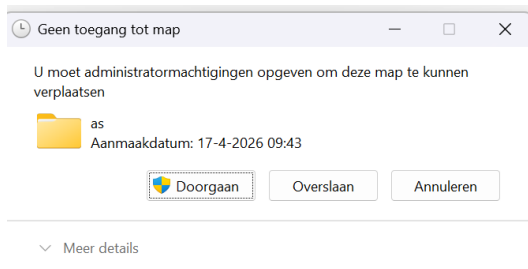 Geen toegang tot map
U moet administratormachtigingen opgeven om deze map te kunnen
verplaatsen
as
Aanmaakdatum: 17-4-2026 09:43
Doorgaan
Overslaan
Annuleren
Meer details